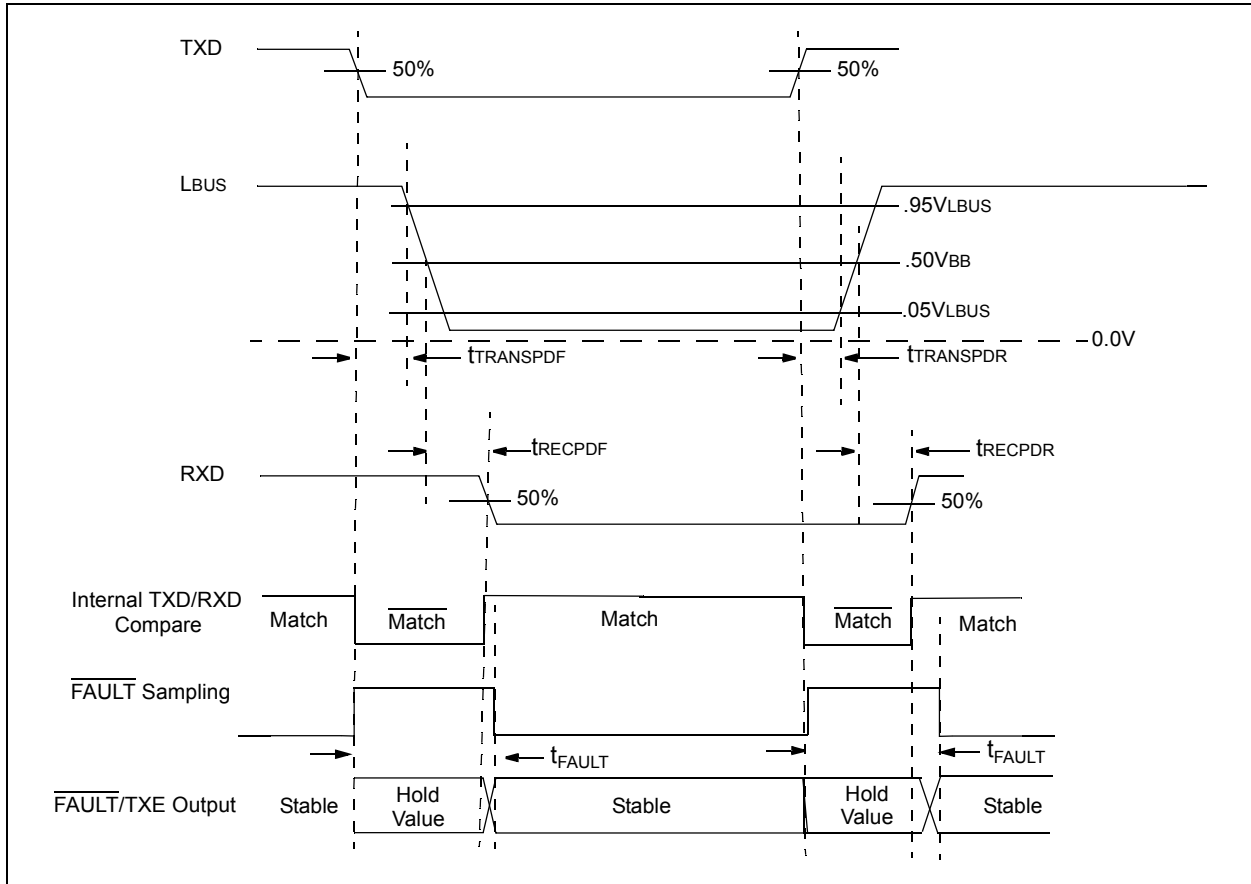 TXD
50%
50%
LBUS
.95VLBUS
.50VBB
.05VLBUS
0.0V
tTRANSPDF
tTRANSPDR
tRECPDF
tRECPDR
RXD
50%
50%
Internal TXD/RXD
Compare
Match
Match
Match
Match
Match
FAULT Sampling
tFAULT
tFAULT
FAULT/TXE Output
Stable
Hold
Value
Stable
Hold
Value
Stable